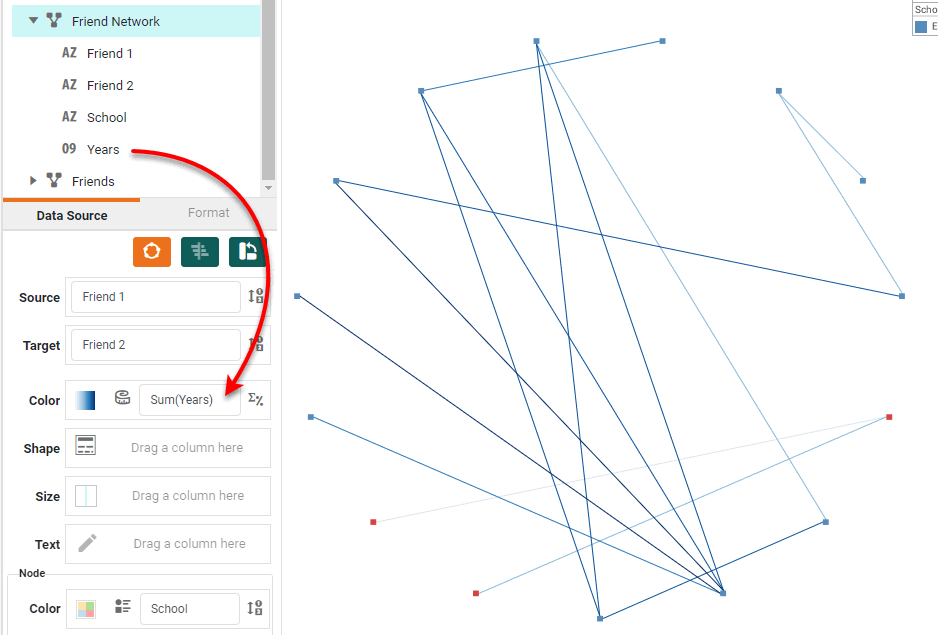 Friend Network
AZ Friend 1
AZ Friend 2
AZ School
09 Years
Friends
Data Source
Format
Source
Friend 1
Target
Friend 2
Color
Sum(Years)
Shape
Drag a column here
Size
Drag a column here
Text
Drag a column here
Node
Color
School
Scho
E